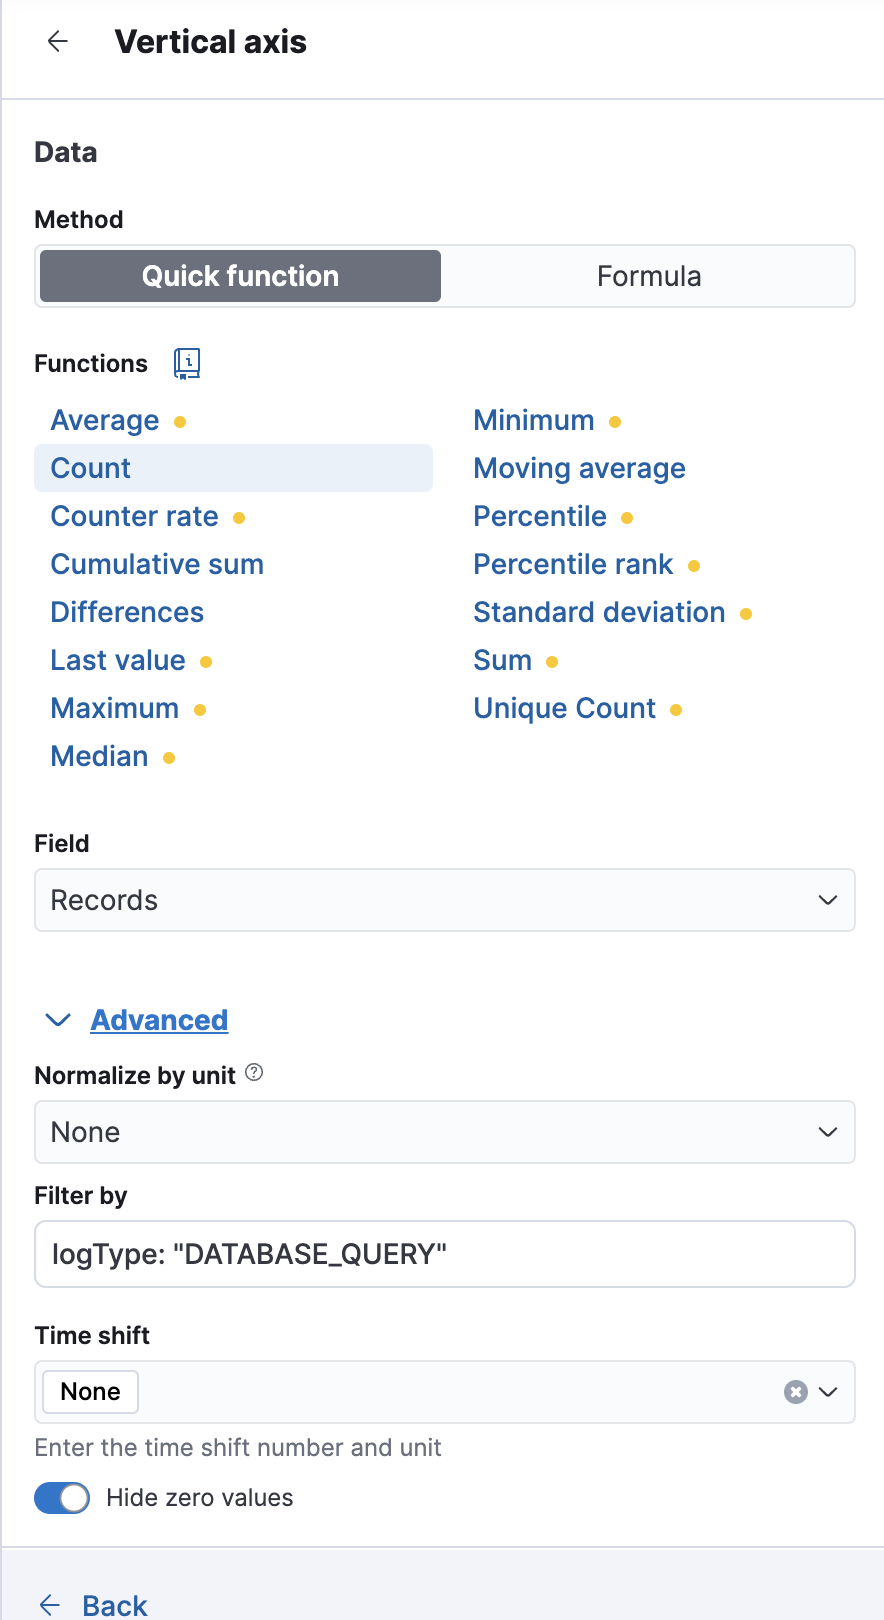 Vertical axis
Data
Method
Quick function
Formula
Functions
Average
Count
Counter rate
Cumulative sum
Differences
Last value
Maximum
Median
Minimum
Moving average
Percentile
Percentile rank
Standard deviation
Sum
Unique Count
Field
Records
Advanced
Normalize by unit
None
Filter by
logType: "DATABASE_QUERY"
Time shift
None
Enter the time shift number and unit
Hide zero values
Back